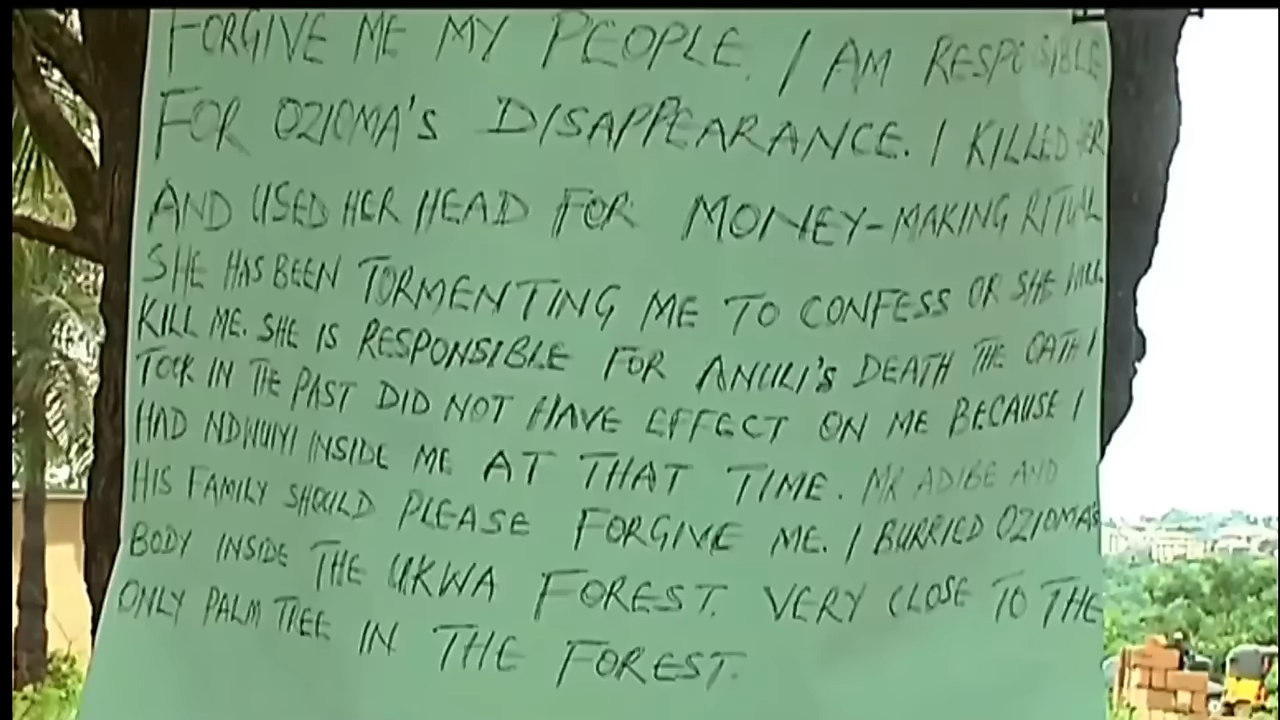 FORGIVE ME MY PEOPLE. I AM RESPOSIBLE
FOR OZIOMA'S DISAPPEARANCE. I KILLED HER
AND USED HER HEAD FOR MONEY-MAKING RITUAL
SHE HAS BEEN TORMENTING ME TO CONFESS OR SHE WILL
KILL ME. SHE IS RESPONSIBLE FOR ANULI'S DEATH THE OATH I
TOOK IN THE PAST DID NOT HAVE EFFECT ON ME BECAUSE I
HAD NDWUIYI INSIDE ME AT THAT TIME. MR ADIBE AND
HIS FAMILY SHOULD PLEASE FORGIVE ME. I BURRIED OZIOMA'S
BODY INSIDE THE UKWA FOREST. VERY CLOSE TO THE
ONLY PALM TREE IN THE FOREST.